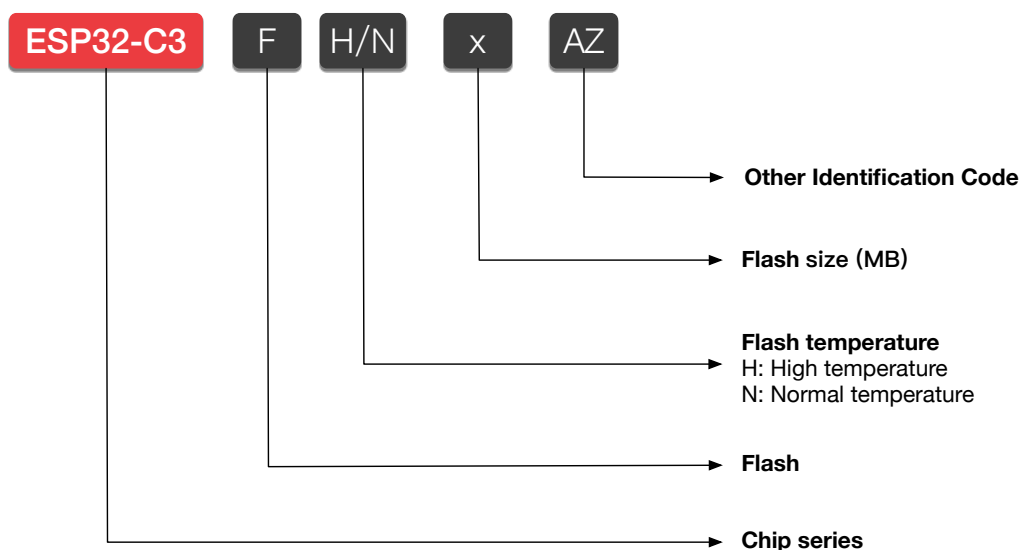 ESP32-C3 F H/N x AZ
Other Identification Code
Flash size (MB)
Flash temperature
H: High temperature
N: Normal temperature
Flash
Chip series